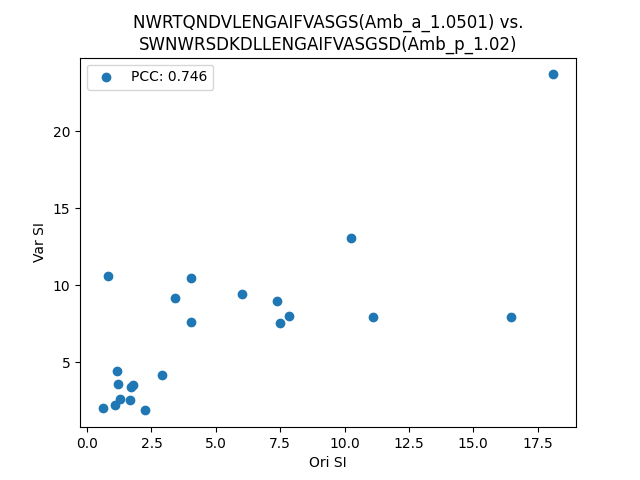 NWRTQNDVLENGAIFVASGS(Amb_a_1.0501) vs.
SWNWRSDKDLLENGAIFVASGSD(Amb_p_1.02)
PCC: 0.746
Var SI
20
15
10
5
0.0 2.5 5.0 7.5 10.0 12.5 15.0 17.5
Ori SI